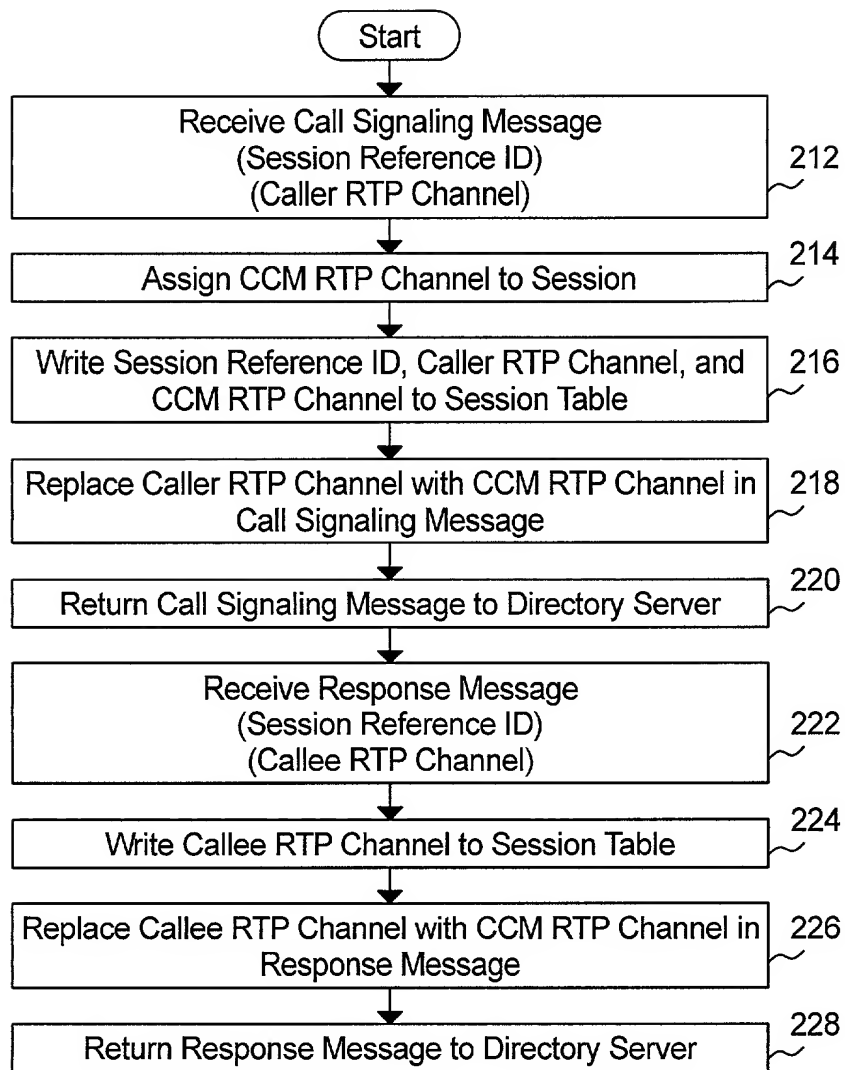 Start
Receive Call Signaling Message
(Session Reference ID)
(Caller RTP Channel)
212
Assign CCM RTP Channel to Session
214
Write Session Reference ID, Caller RTP Channel, and
CCM RTP Channel to Session Table
216
Replace Caller RTP Channel with CCM RTP Channel in
Call Signaling Message
218
Return Call Signaling Message to Directory Server
220
Receive Response Message
(Session Reference ID)
(Callee RTP Channel)
222
Write Callee RTP Channel to Session Table
224
Replace Callee RTP Channel with CCM RTP Channel in
Response Message
226
Return Response Message to Directory Server
228